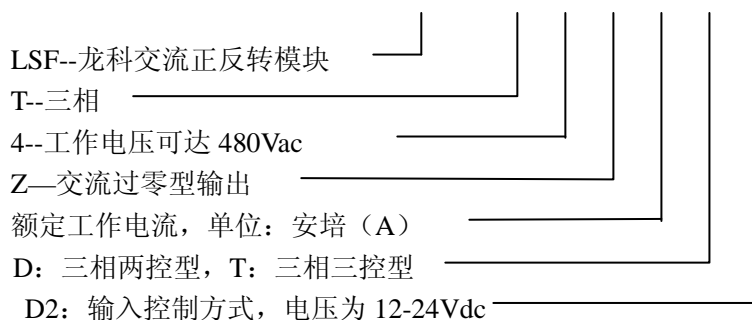 LSF--龙科交流正反转模块
T--三相
4--工作电压可达 480Vac
Z—交流过零型输出
额定工作电流，单位：安培（A）
D：三相两控型，T：三相三控型
D2：输入控制方式，电压为 12-24Vdc